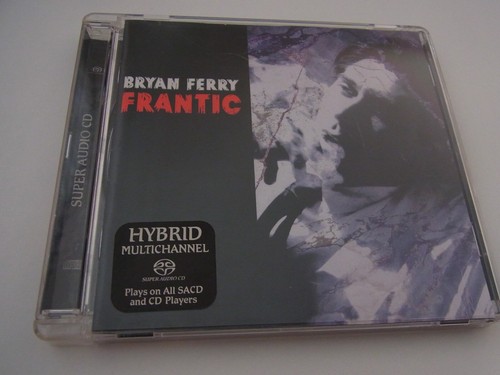 SUPER AUDIO CD
BRYAN FERRY
FRANTIC
HYBRID
MULTICHANNEL
SUPER AUDIO CD
Plays on All SACD
and CD Players